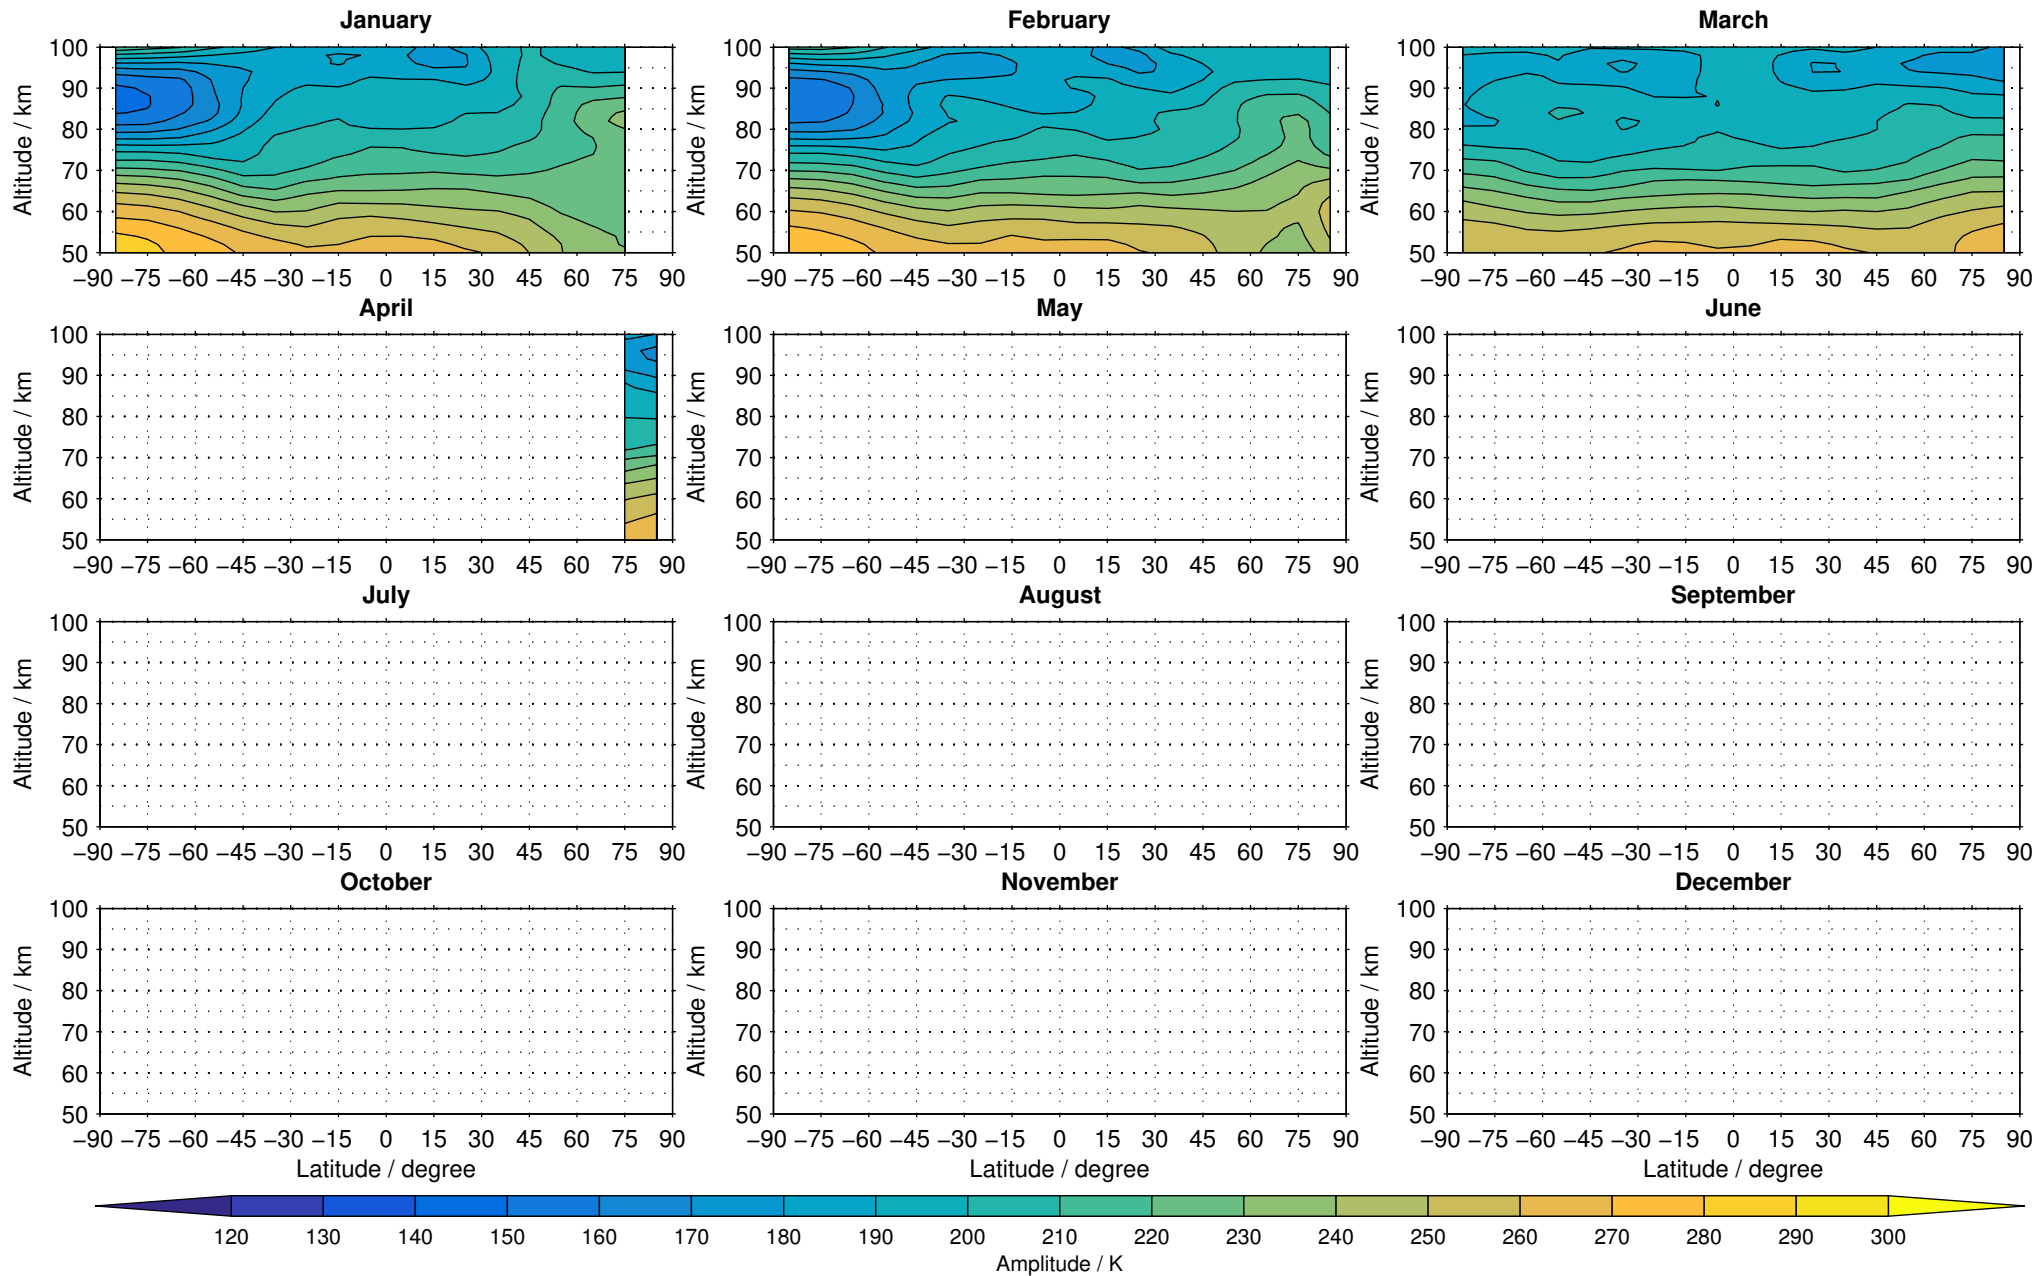 January February March
100 100 100
90 90 90
80 80 80
70 70 70
60 60 60
50 50 50
Altitude / km Altitude / km Altitude / km
−90 −75 −60 −45 −30 −15 0 15 30 45 60 75 90 −90 −75 −60 −45 −30 −15 0 15 30 45 60 75 90 −90 −75 −60 −45 −30 −15 0 15 30 45 60 75 90
April May June
100 100 100
90 90 90
80 80 80
70 70 70
60 60 60
50 50 50
Altitude / km Altitude / km Altitude / km
−90 −75 −60 −45 −30 −15 0 15 30 45 60 75 90 −90 −75 −60 −45 −30 −15 0 15 30 45 60 75 90 −90 −75 −60 −45 −30 −15 0 15 30 45 60 75 90
July August September
100 100 100
90 90 90
80 80 80
70 70 70
60 60 60
50 50 50
Altitude / km Altitude / km Altitude / km
−90 −75 −60 −45 −30 −15 0 15 30 45 60 75 90 −90 −75 −60 −45 −30 −15 0 15 30 45 60 75 90 −90 −75 −60 −45 −30 −15 0 15 30 45 60 75 90
October November December
100 100 100
90 90 90
80 80 80
70 70 70
60 60 60
50 50 50
Altitude / km Altitude / km Altitude / km
−90 −75 −60 −45 −30 −15 0 15 30 45 60 75 90 −90 −75 −60 −45 −30 −15 0 15 30 45 60 75 90 −90 −75 −60 −45 −30 −15 0 15 30 45 60 75 90
Latitude / degree Latitude / degree Latitude / degree
120 130 140 150 160 170 180 190 200 210 220 230 240 250 260 270 280 290 300
Amplitude / K